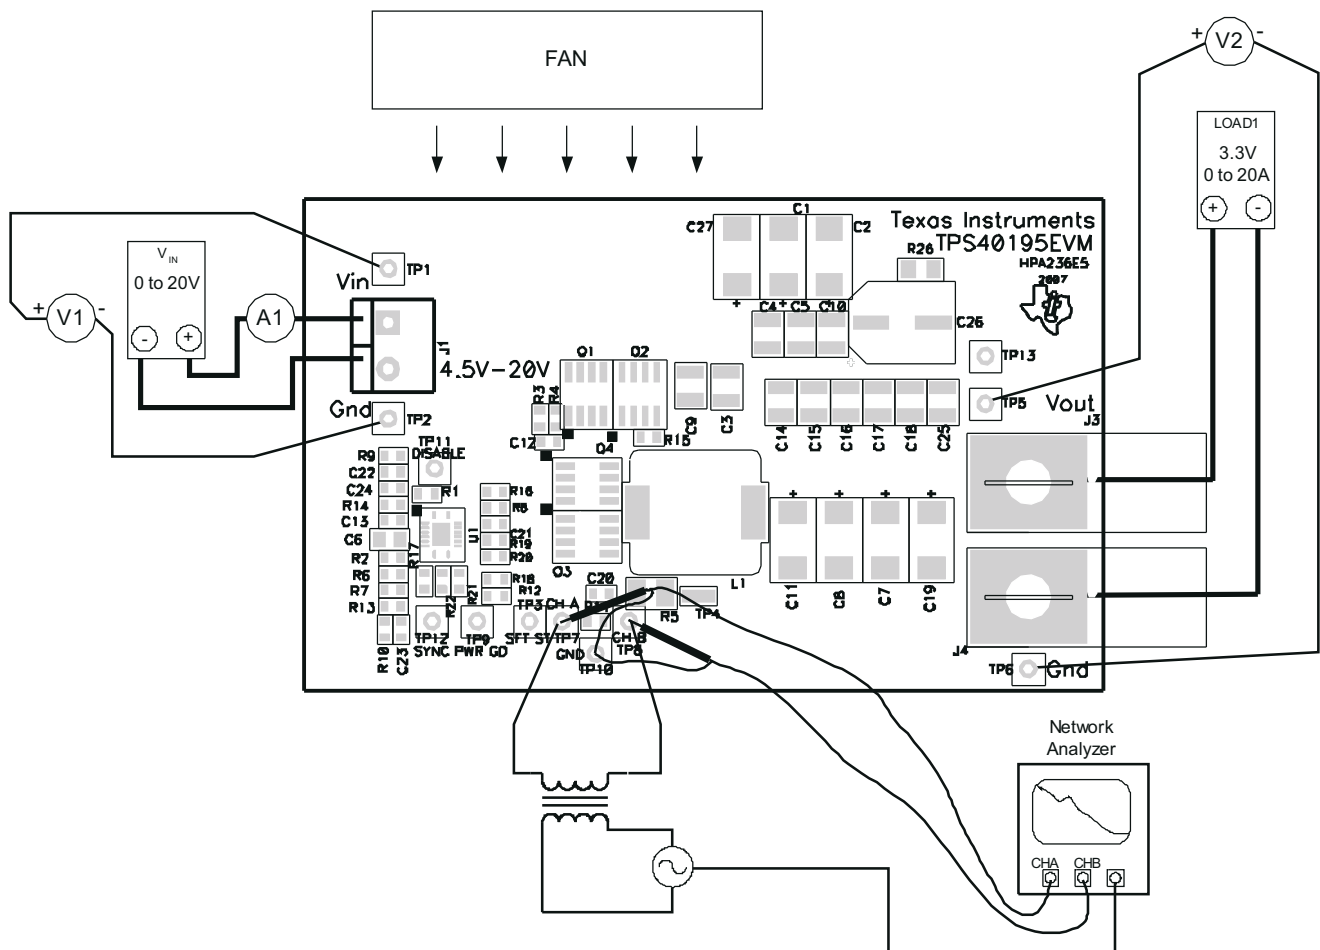 FAN
+ V2 -
LOAD1
3.3V
0 to 20A
+ -
Texas Instruments
TPS40195EVM
HPA236E5
2007
C27
C1
C2
R26
C4
C5
C10
C26
TP1
Vin
V
IN
0 to 20V
- +
+ V1 -
A1
J1
4.5V-20V
Gnd
TP2
Q1
Q2
R3
R4
C12
Q4
R15
C9
C3
TP13
TP5
Vout
J3
C14
C15
C16
C17
C18
C25
TP11
DISABLE
R9
C22
C24
R14
C13
C6
R2
R6
R7
R13
R10
C23
R1
R17
U1
R16
R8
C21
R19
R20
R18
R12
R22
R21
Q3
L1
+ + + +
C11
C8
C7
C19
C20
R5
TP4
TP3
CH A
TP12
SYNC
TP9
PWR GD
SFT ST
TP7
CH B
TP8
GND
TP10
J4
TP6
Gnd
Network
Analyzer
CHA
CHB